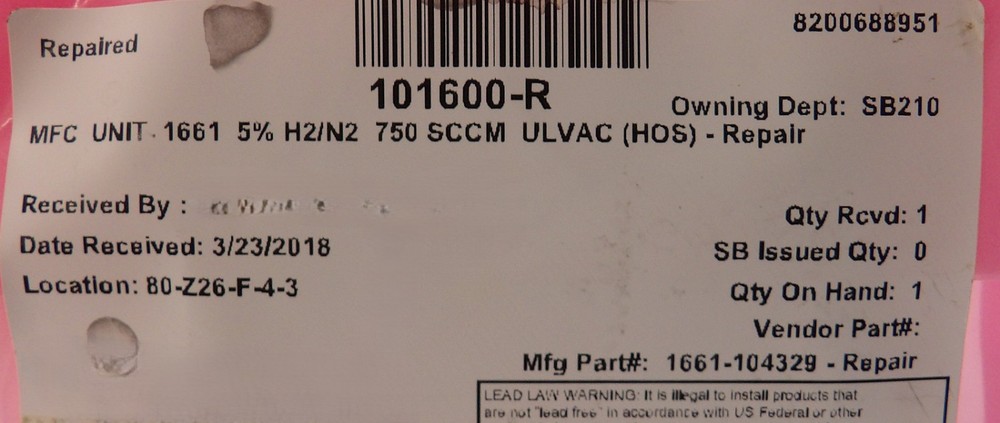 8200688951
Repaired
101600-R
Owning Dept: SB210
MFC UNIT. 1661 5% H2/N2 750 SCCM ULVAC (HOS) - Repair
Received By :
Qty Rcvd: 1
Date Received: 3/23/2018
SB Issued Qty: 0
Location: 80-Z26-F-4-3
Qty On Hand: 1
Vendor Part#:
Mfg Part#: 1661-104329 - Repair
LEAD LAW WARNING: It is illegal to install products that
are not "lead free" in accordance with US Federal or other